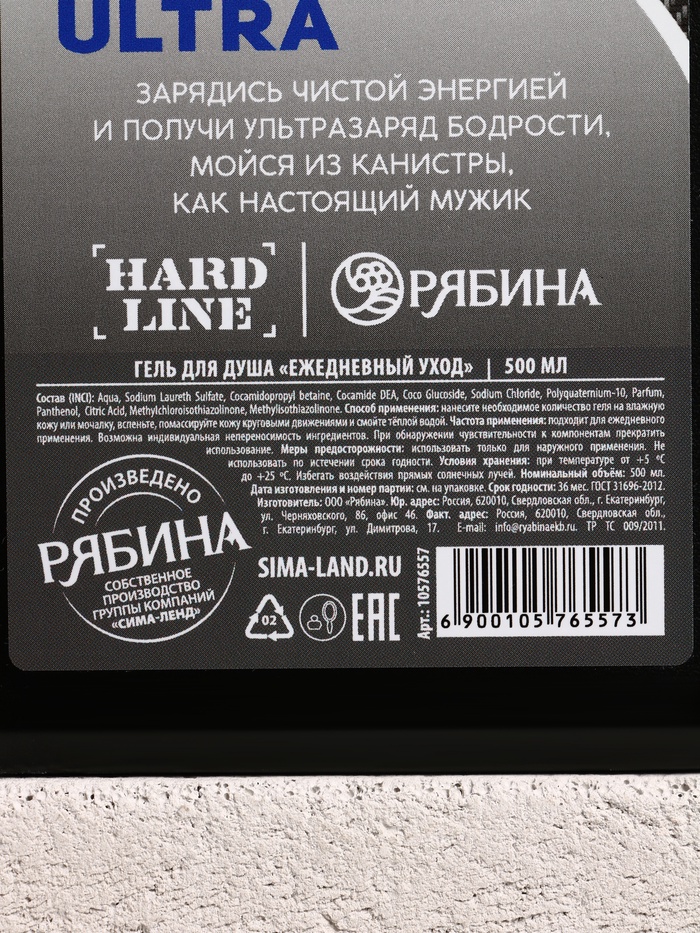 ULTRA
ЗАРЯДИСЬ ЧИСТОЙ ЭНЕРГИЕЙ
И ПОЛУЧИ УЛЬТРАЗАРЯД БОДРОСТИ,
МОЙСЯ ИЗ КАНИСТРЫ,
КАК НАСТОЯЩИЙ МУЖИК
HARD
LINE
РЯБИНА
ГЕЛЬ ДЛЯ ДУША «ЕЖЕДНЕВНЫЙ УХОД» | 500 МЛ
Состав (INCI): Aqua, Sodium Laureth Sulfate, Cocamidopropyl betaine, Cocamide DEA, Coco Glucoside, Sodium Chloride, Polyquaternium-10, Parfum,
Panthenol, Citric Acid, Methylchloroisothiazolinone, Methylisothiazolinone. Способ применения: нанесите необходимое количество геля на влажную
кожу или мочалку, вспеньте, помассируйте кожу круговыми движениями и смойте тёплой водой. Частота применения: подходит для ежедневного
применения. Возможна индивидуальная непереносимость ингредиентов. При обнаружении чувствительности к компонентам прекратить
использование. Меры предосторожности: использовать только для наружного применения. Не
использовать по истечении срока годности. Условия хранения: при температуре от +5 °C
до +25 °C. Избегать воздействия прямых солнечных лучей. Номинальный объём: 500 мл.
Дата изготовления и номер партии: см. на упаковке. Срок годности: 36 мес. ГОСТ 31696-2012.
Изготовитель: ООО «Рябина». Юр. адрес: Россия, 620010, Свердловская обл., г. Екатеринбург,
ул. Черняховского, 86, офис 46. Факт. адрес: Россия, 620010, Свердловская обл.,
г. Екатеринбург, ул. Димитрова, 17. E-mail: info@ryabinaekb.ru. ТР ТС 009/2011.
ПРОИЗВЕДЕНО
РЯБИНА
СОБСТВЕННОЕ
ПРОИЗВОДСТВО
ГРУППЫ КОМПАНИЙ
«СИМА-ЛЕНД»
SIMA-LAND.RU
02
EAC
Арт.: 10576557
6 900105 765573